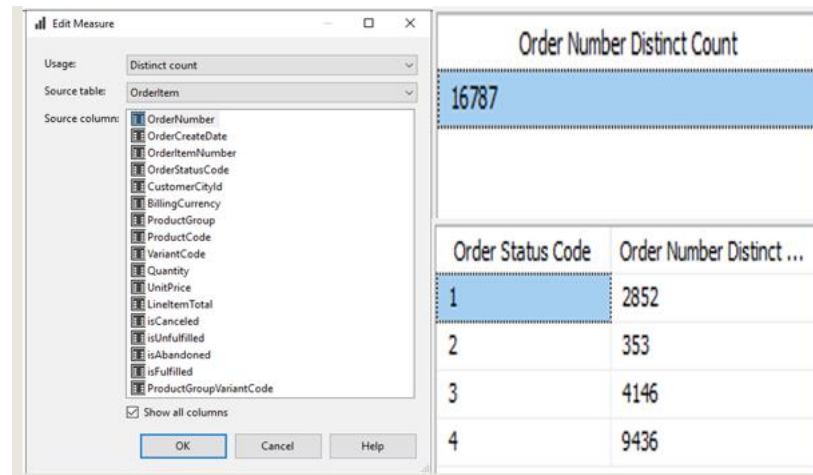 Edit Measure
Usage: Distinct count
Source table: OrderItem
Source column: OrderNumber
OrderCreateDate
OrderItemNumber
OrderStatusCode
CustomerCityId
BillingCurrency
ProductGroup
ProductCode
VariantCode
Quantity
UnitPrice
LineItemTotal
isCanceled
isUnfulfilled
isAbandoned
isFulfilled
ProductGroupVariantCode
Show all columns
OK Cancel Help
Order Number Distinct Count
16787
Order Status Code Order Number Distinct ...
1 2852
2 353
3 4146
4 9436